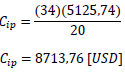 C_ip = (34)(5125,74) / 20
C_ip = 8713,76 [USD]